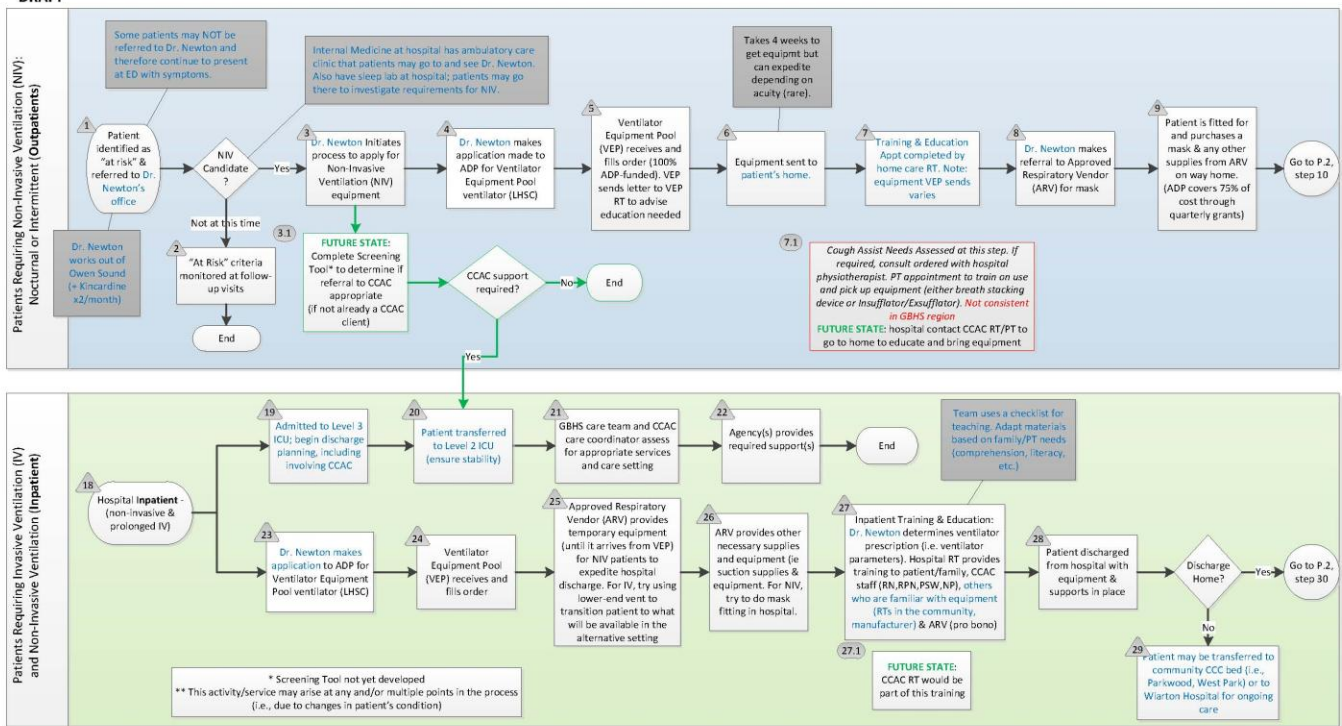 DRAFT
Patients Requiring Non-Invasive Ventilation (NIV):
Nocturnal or Intermittent (Outpatients)
Some patients may NOT be
referred to Dr. Newton and
therefore continue to present
at ED with symptoms.
Internal Medicine at hospital has ambulatory care
clinic that patients may go to and see Dr. Newton.
Also have sleep lab at hospital; patients may go
there to investigate requirements for NIV.
Takes 4 weeks to
get equipmt but
can expedite
depending on
acuity (rare).
1
Patient
identified as
"at risk" &
referred to Dr.
Newton's
office
Dr. Newton
works out of
Owen Sound
(+ Kincardine
x2/month)
NIV
Candidate
?
Yes
Not at this time
2
"At Risk" criteria
monitored at follow-
up visits
End
3
Dr. Newton Initiates
process to apply for
Non-Invasive
Ventilation (NIV)
equipment
3.1
FUTURE STATE:
Complete Screening
Tool* to determine if
referral to CCAC
appropriate
(if not already a CCAC
client)
CCAC support
required?
No
End
Yes
4
Dr. Newton makes
application made to
ADP for Ventilator
Equipment Pool
ventilator (LHSC)
5
Ventilator
Equipment Pool
(VEP) receives and
fills order (100%
ADP-funded). VEP
sends letter to VEP
RT to advise
education needed
6
Equipment sent to
patient's home.
7
Training & Education
Appt completed by
home care RT. Note:
equipment VEP sends
varies
7.1
Cough Assist Needs Assessed at this step. If
required, consult ordered with hospital
physiotherapist. PT appointment to train on use
and pick up equipment (either breath stacking
device or Insufflator/Exsufflator). Not consistent
in GBHS region
FUTURE STATE: hospital contact CCAC RT/PT to
go to home to educate and bring equipment
8
Dr. Newton makes
referral to Approved
Respiratory Vendor
(ARV) for mask
9
Patient is fitted for
and purchases a
mask & any other
supplies from ARV
on way home.
(ADP covers 75% of
cost through
quarterly grants)
Go to P.2,
step 10
Patients Requiring Invasive Ventilation (IV)
and Non-Invasive Ventilation (Inpatient)
18
Hospital Inpatient -
(non-invasive &
prolonged IV)
19
Admitted to Level 3
ICU; begin discharge
planning, including
involving CCAC
20
Patient transferred
to Level 2 ICU
(ensure stability)
21
GBHS care team and CCAC
care coordinator assess
for appropriate services
and care setting
22
Agency(s) provides
required support(s)
End
Team uses a checklist for
teaching. Adapt materials
based on family/PT needs
(comprehension, literacy,
etc.)
23
Dr. Newton makes
application to ADP for
Ventilator Equipment
Pool ventilator (LHSC)
24
Ventilator
Equipment Pool
(VEP) receives and
fills order
25
Approved Respiratory
Vendor (ARV) provides
temporary equipment
(until it arrives from VEP)
for NIV patients to
expedite hospital
discharge. For IV, try using
lower-end vent to
transition patient to what
will be available in the
alternative setting
26
ARV provides other
necessary supplies
and equipment (ie
suction supplies &
equipment. For NIV,
try to do mask
fitting in hospital.
27
Inpatient Training & Education:
Dr. Newton determines ventilator
prescription (i.e. ventilator
parameters). Hospital RT provides
training to patient/family, CCAC
staff (RN,RPN,PSW,NP), others
who are familiar with equipment
(RTs in the community,
manufacturer) & ARV (pro bono)
27.1
FUTURE STATE:
CCAC RT would be
part of this training
28
Patient discharged
from hospital with
equipment &
supports in place
Discharge
Home?
Yes
Go to P.2,
step 30
No
29
Patient may be transferred to
community CCC bed (i.e.,
Parkwood, West Park) or to
Wiarton Hospital for ongoing
care
* Screening Tool not yet developed
** This activity/service may arise at any and/or multiple points in the process
(i.e., due to changes in patient's condition)